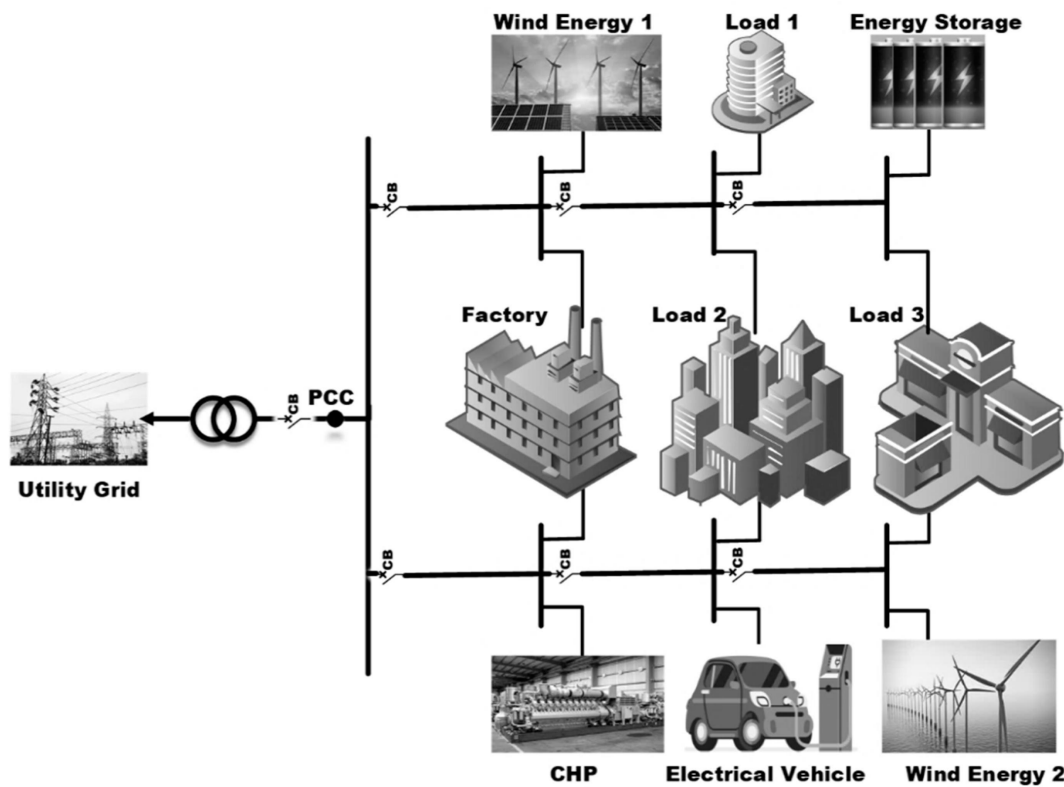 Wind Energy 1
Load 1
Energy Storage
CB
CB
CB
Factory
Load 2
Load 3
CB
PCC
Utility Grid
CB
CB
CB
CHP
Electrical Vehicle
Wind Energy 2